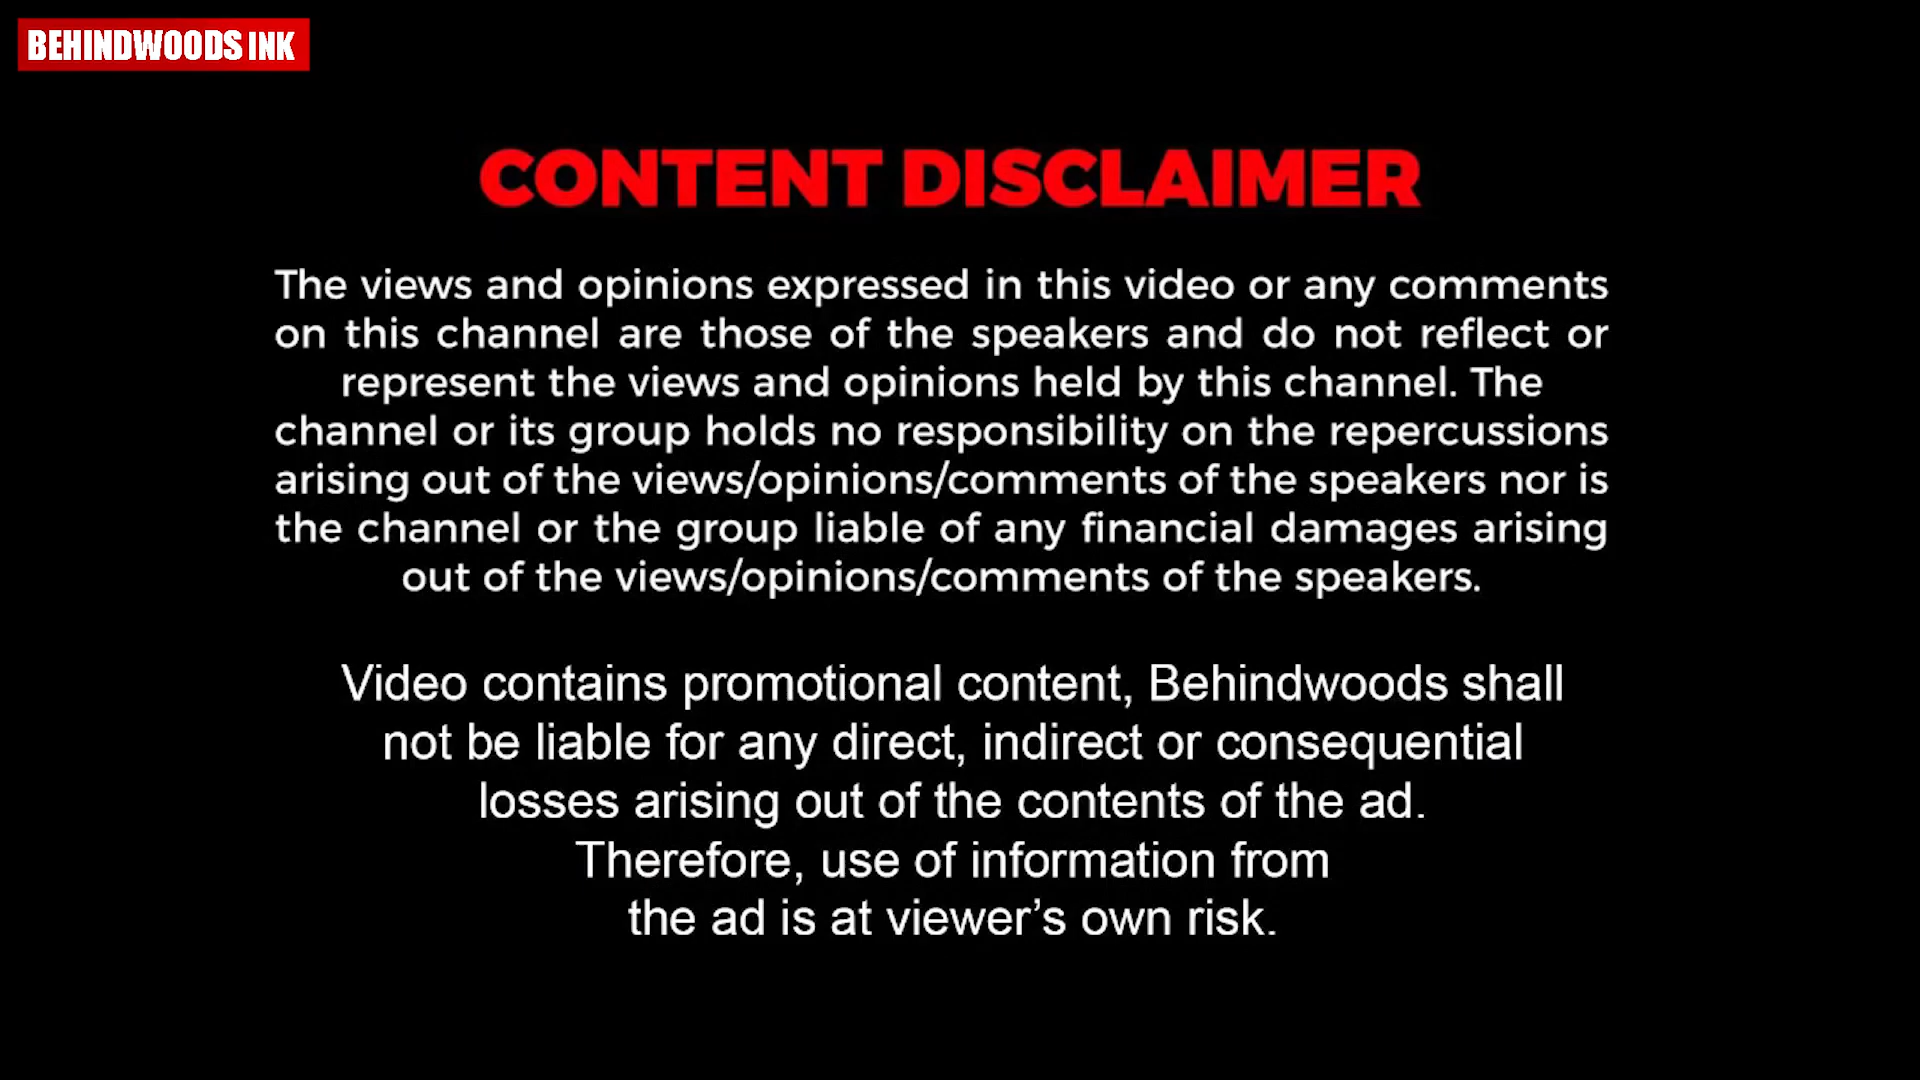 BEHINDWOODS INK
CONTENT DISCLAIMER
The views and opinions expressed in this video or any comments
on this channel are those of the speakers and do not reflect or
represent the views and opinions held by this channel. The
channel or its group holds no responsibility on the repercussions
arising out of the views/opinions/comments of the speakers nor is
the channel or the group liable of any financial damages arising
out of the views/opinions/comments of the speakers.
Video contains promotional content, Behindwoods shall
not be liable for any direct, indirect or consequential
losses arising out of the contents of the ad.
Therefore, use of information from
the ad is at viewer’s own risk.